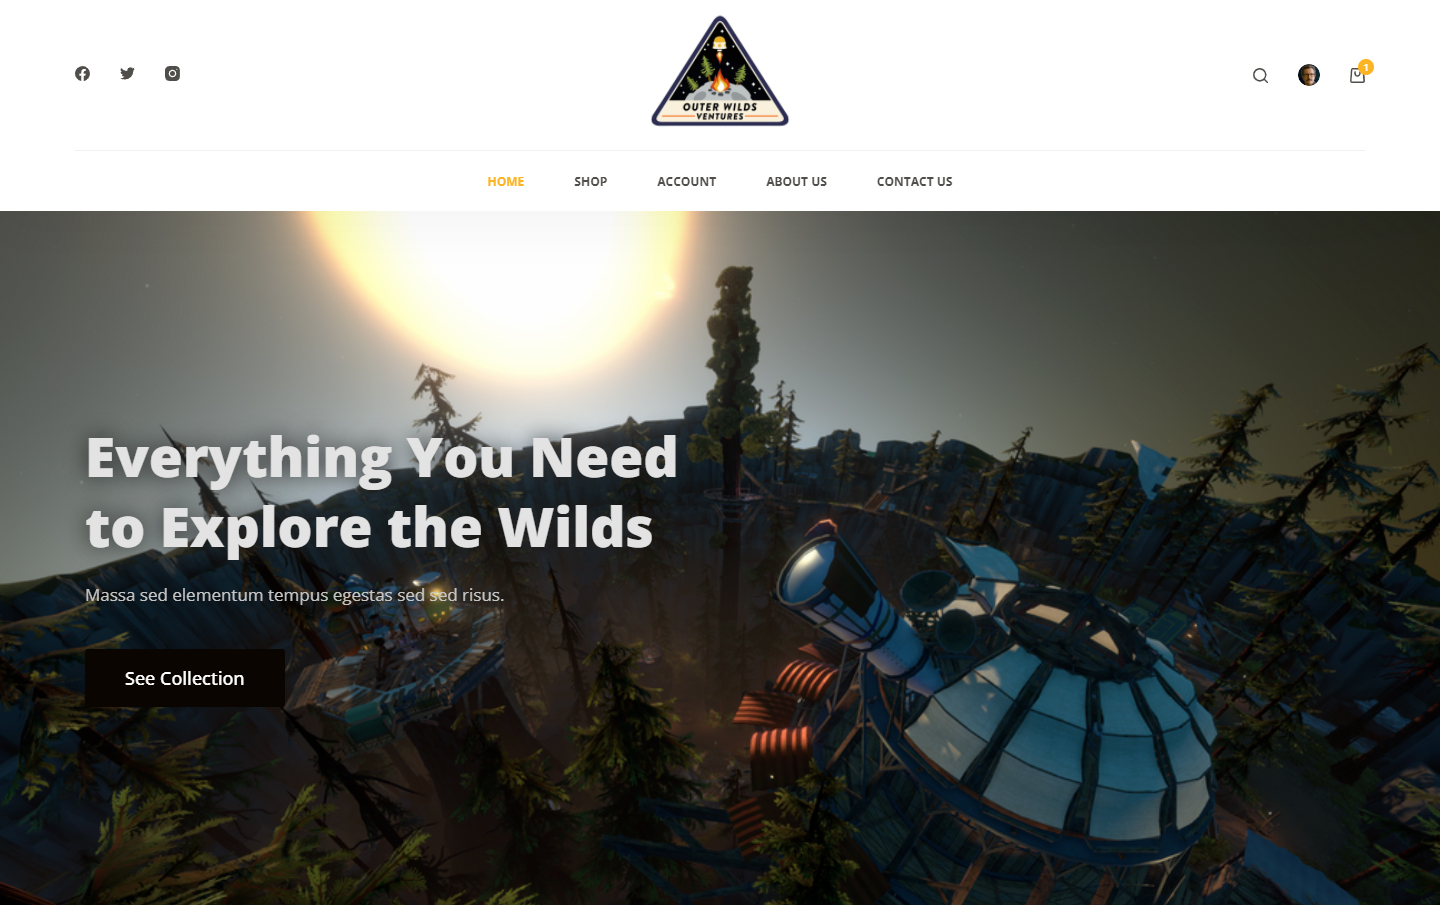 OUTER WILDS
VENTURES
1
HOME SHOP ACCOUNT ABOUT US CONTACT US
Everything You Need
to Explore the Wilds
Massa sed elementum tempus egestas sed sed risus.
See Collection